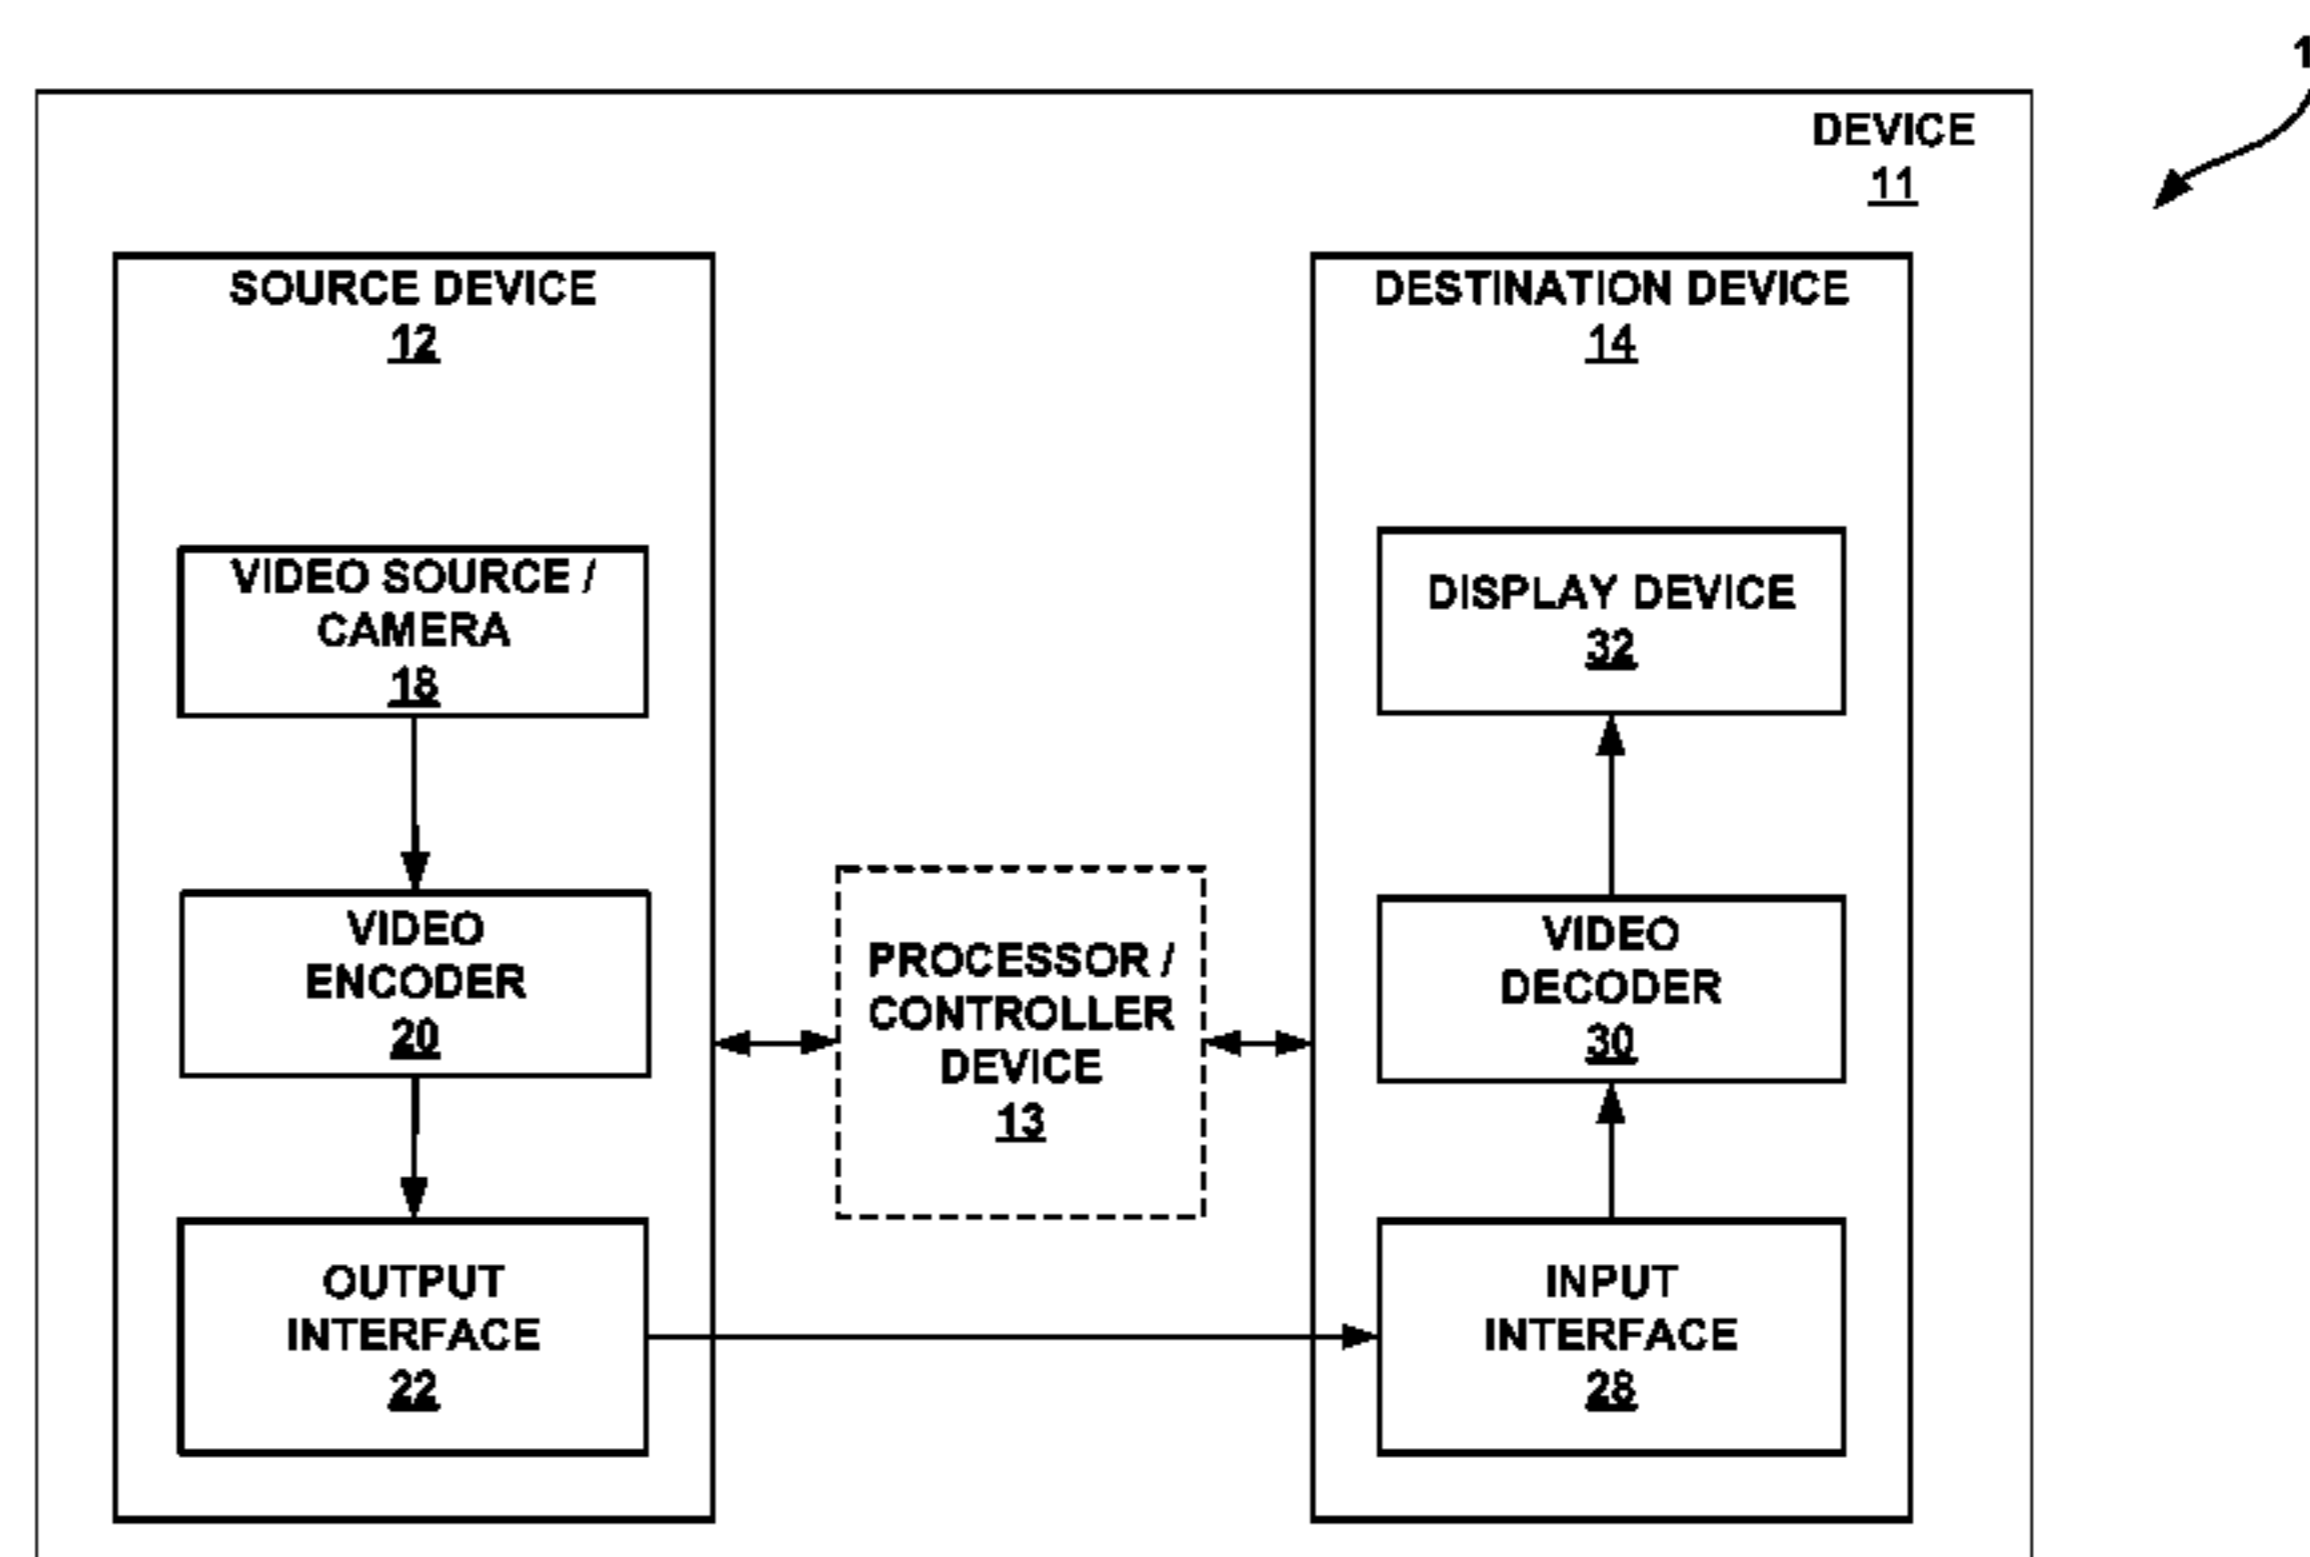 DEVICE
11
SOURCE DEVICE
12
VIDEO SOURCE /
CAMERA
18
VIDEO
ENCODER
20
OUTPUT
INTERFACE
22
PROCESSOR /
CONTROLLER
DEVICE
13
DESTINATION DEVICE
14
DISPLAY DEVICE
32
VIDEO
DECODER
30
INPUT
INTERFACE
28